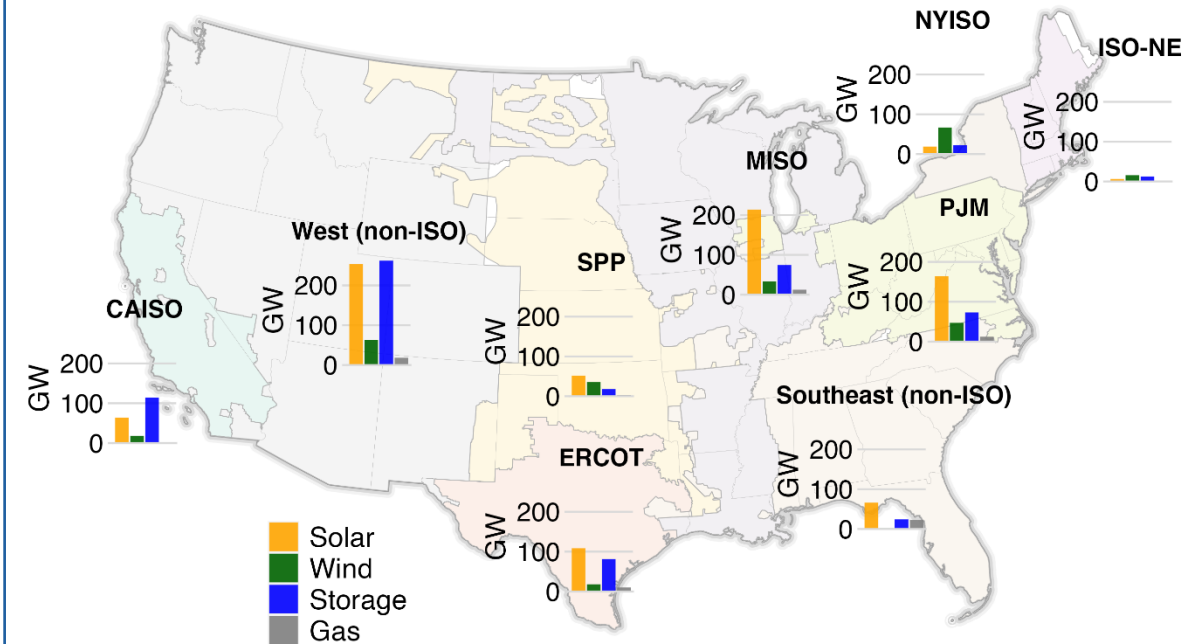 NYISO
GW
200
100
0
ISO-NE
GW
200
100
0
MISO
GW
200
100
0
PJM
GW
200
100
0
West (non-ISO)
GW
200
100
0
SPP
GW
200
100
0
CAISO
GW
200
100
0
Southeast (non-ISO)
GW
200
100
0
ERCOT
GW
200
100
0
Solar
Wind
Storage
Gas